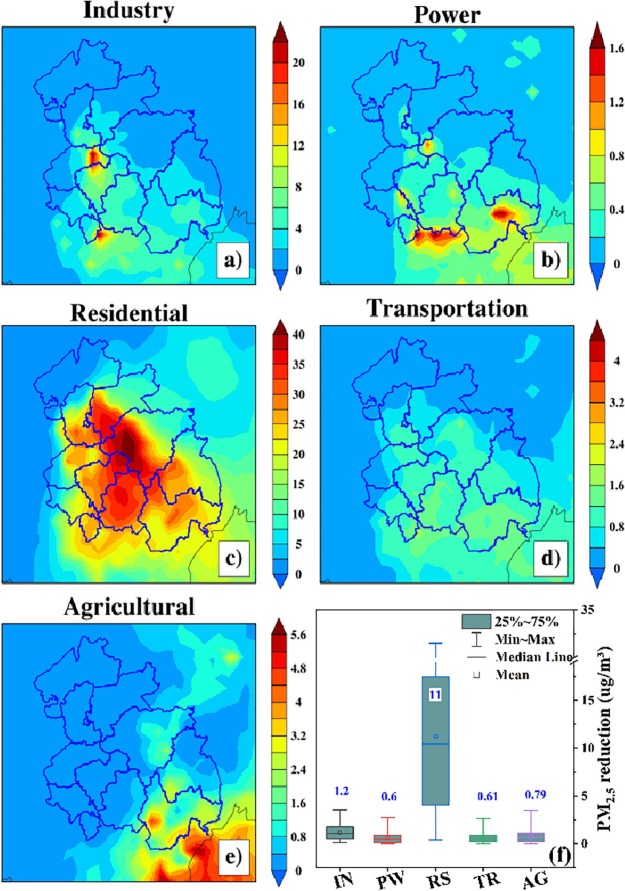 Industry
20
16
12
8
4
0
a)
Power
1.6
1.2
0.8
0.4
0
b)
Residential
40
35
30
25
20
15
10
5
0
c)
Transportation
4
3.2
2.4
1.6
0.8
0
d)
Agricultural
5.6
4.8
4
3.2
2.4
1.6
0.8
0
e)
25%~75%
Min~Max
Median Line
Mean
11
1.2
0.6
0.61
0.79
35
15
10
5
0
PM2.5 reduction (ug/m³)
(f)
IN PW RS TR AG